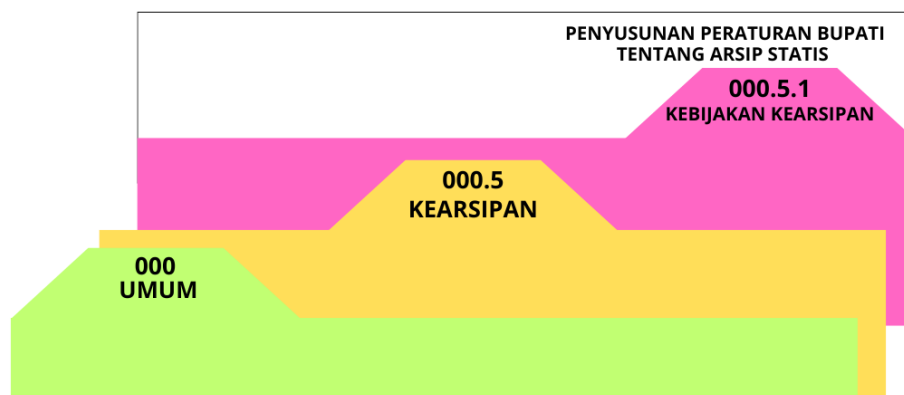 PENYUSUNAN PERATURAN BUPATI
TENTANG ARSIP STATIS
000.5.1
KEBIJAKAN KEARSIPAN
000.5
KEARSIPAN
000
UMUM